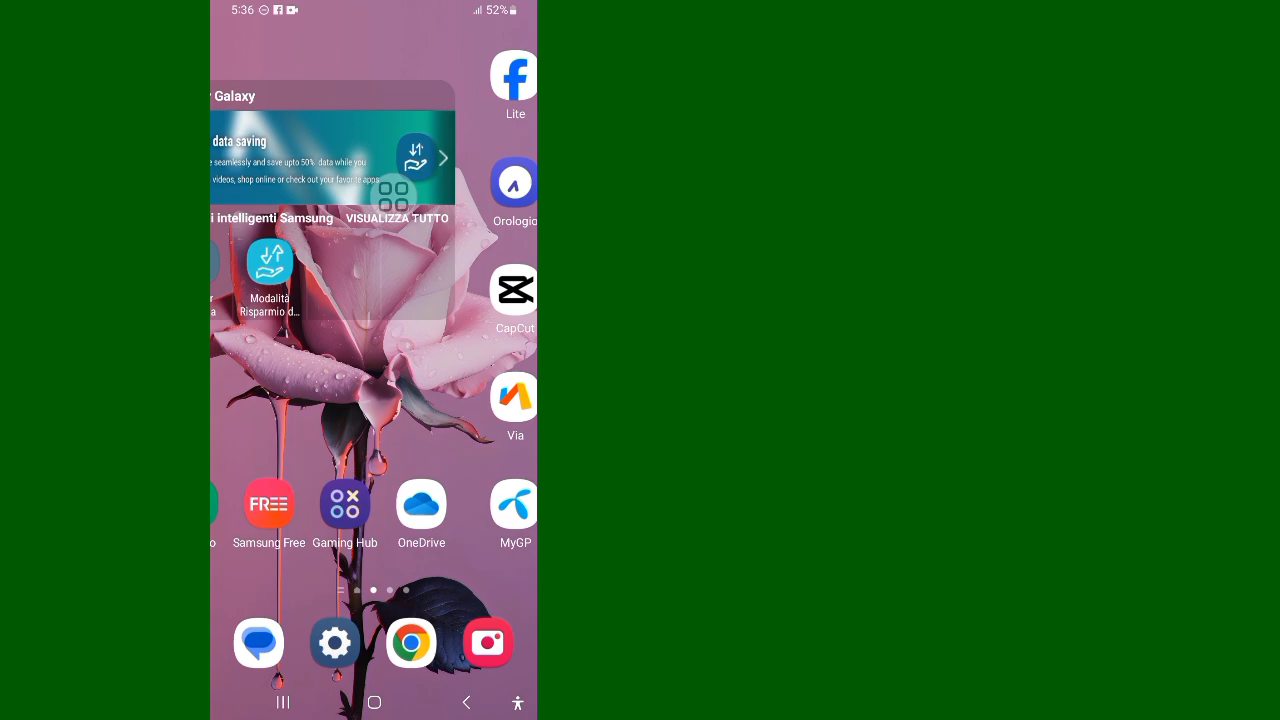 5:36
52%
Galaxy
data saving
seamlessly and save upto 50% data while you
videos, shop online or check out your favorite apps
i intelligenti Samsung
VISUALIZZA TUTTO
Modalità
Risparmio d...
Lite
Orologio
CapCut
Via
FREE
o
Samsung Free
Gaming Hub
OneDrive
MyGP